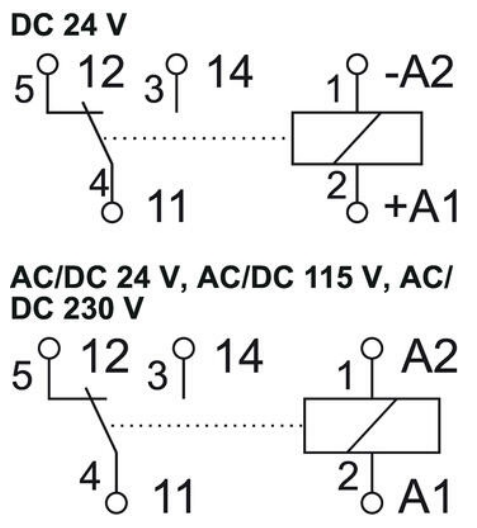 DC 24 V
5 12 3 14 1 -A2
4 11 2 +A1
AC/DC 24 V, AC/DC 115 V, AC/
DC 230 V
5 12 3 14 1 A2
4 11 2 A1